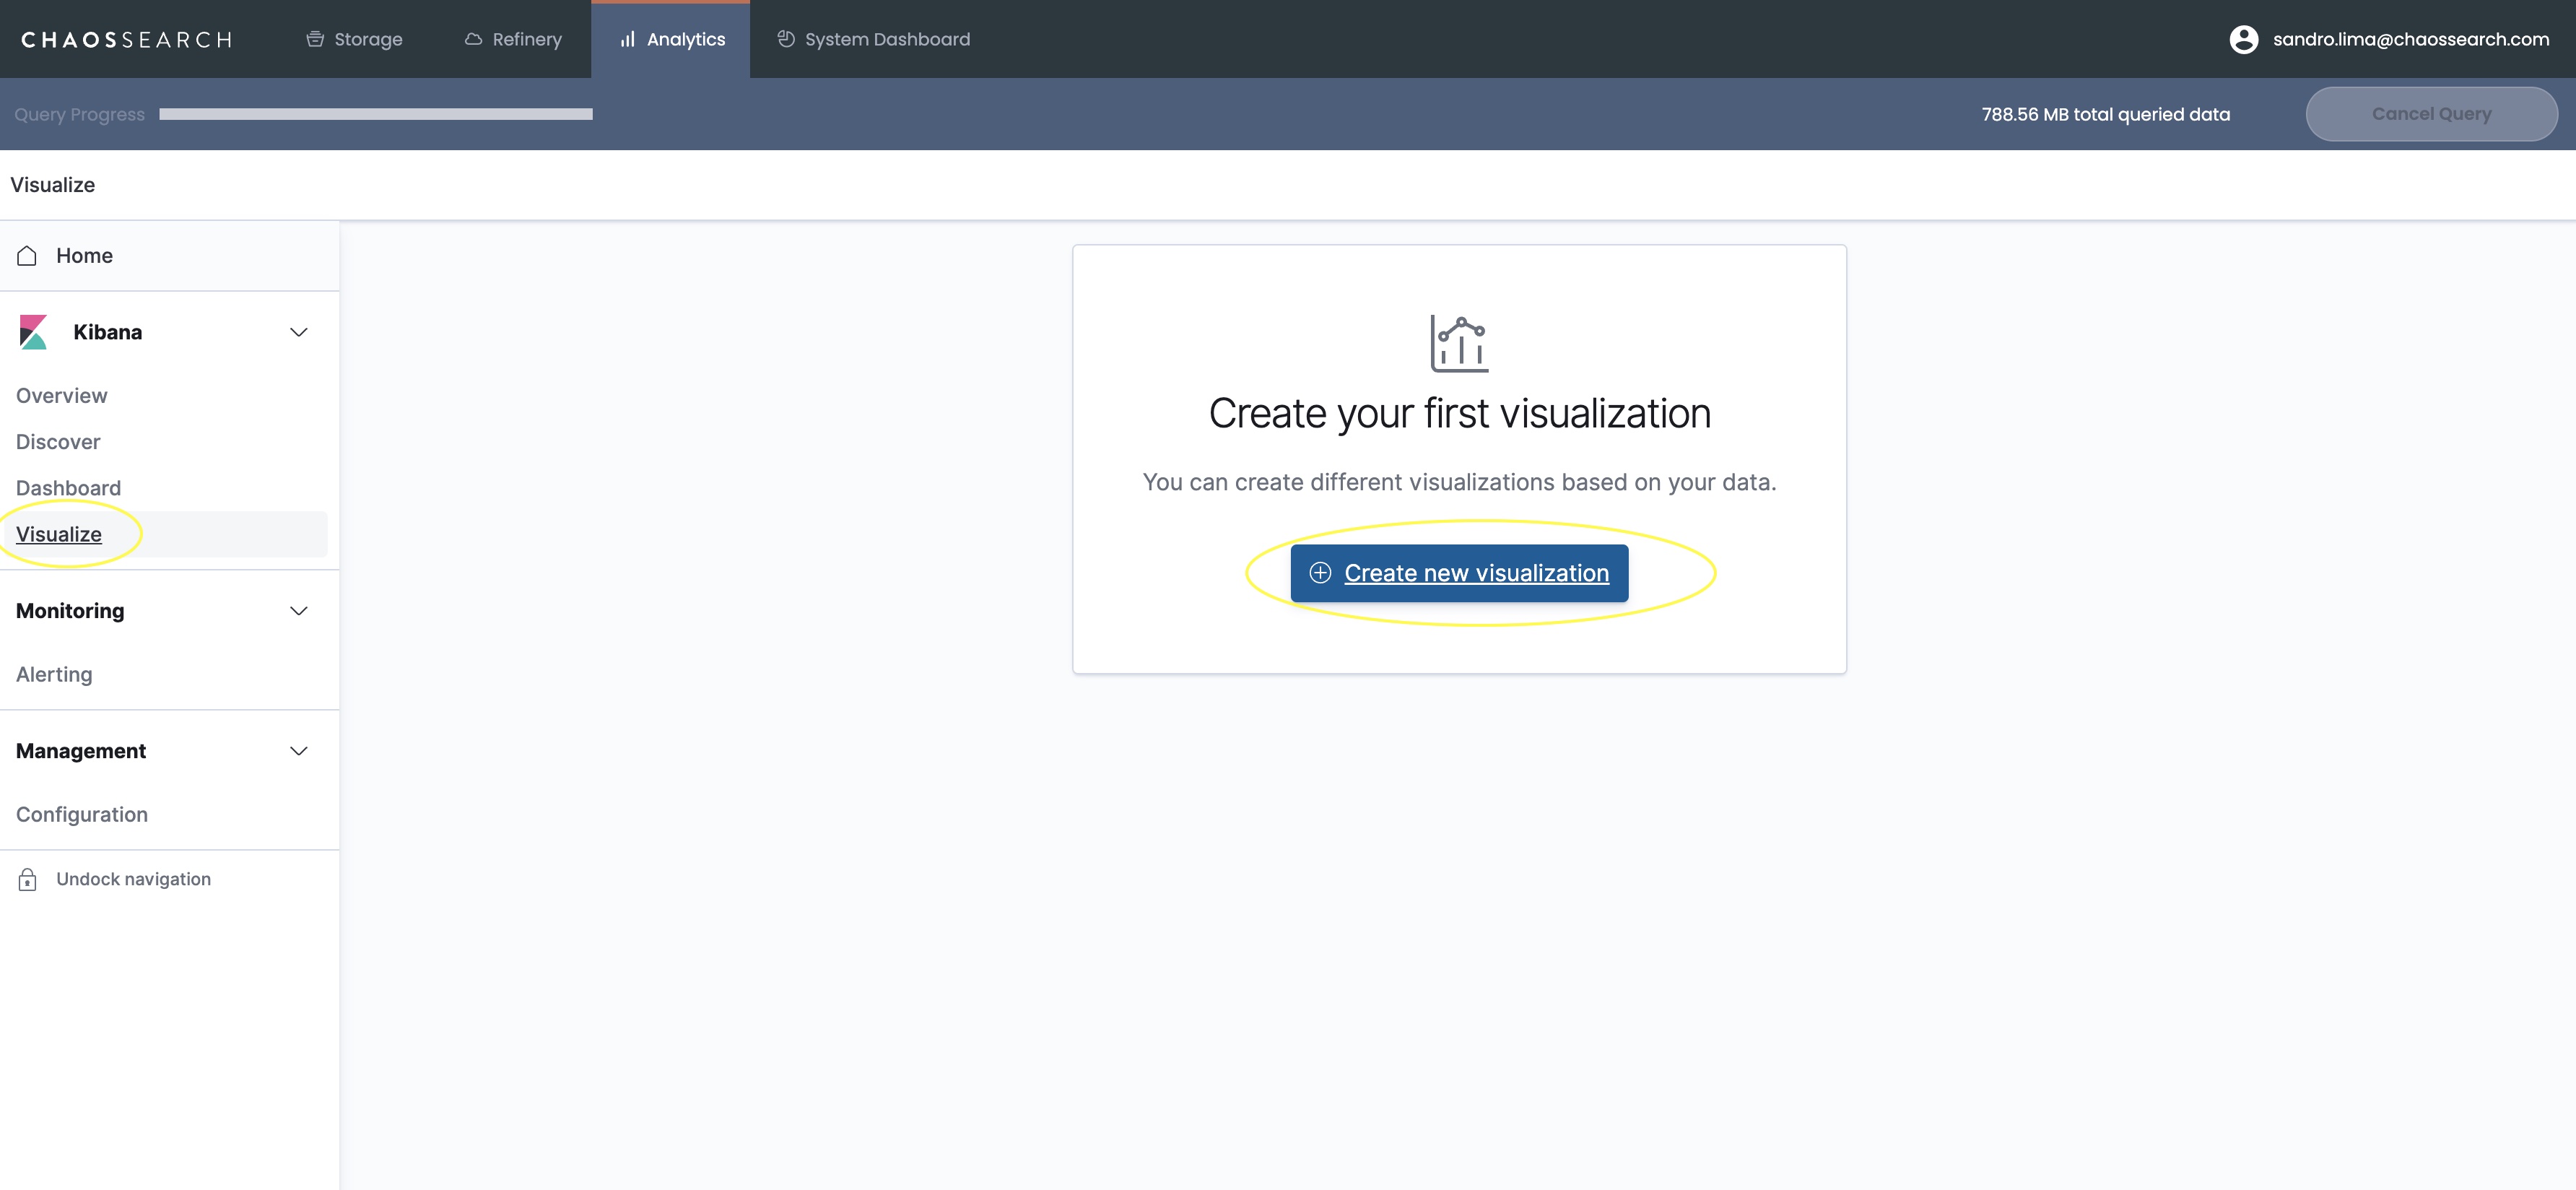 CHAOSSEARCH
Storage
Refinery
Analytics
System Dashboard
sandro.lima@chaossearch.com
Query Progress
788.56 MB total queried data
Cancel Query
Visualize
Home
Kibana
Overview
Discover
Dashboard
Visualize
Monitoring
Alerting
Management
Configuration
Undock navigation
Create your first visualization
You can create different visualizations based on your data.
Create new visualization